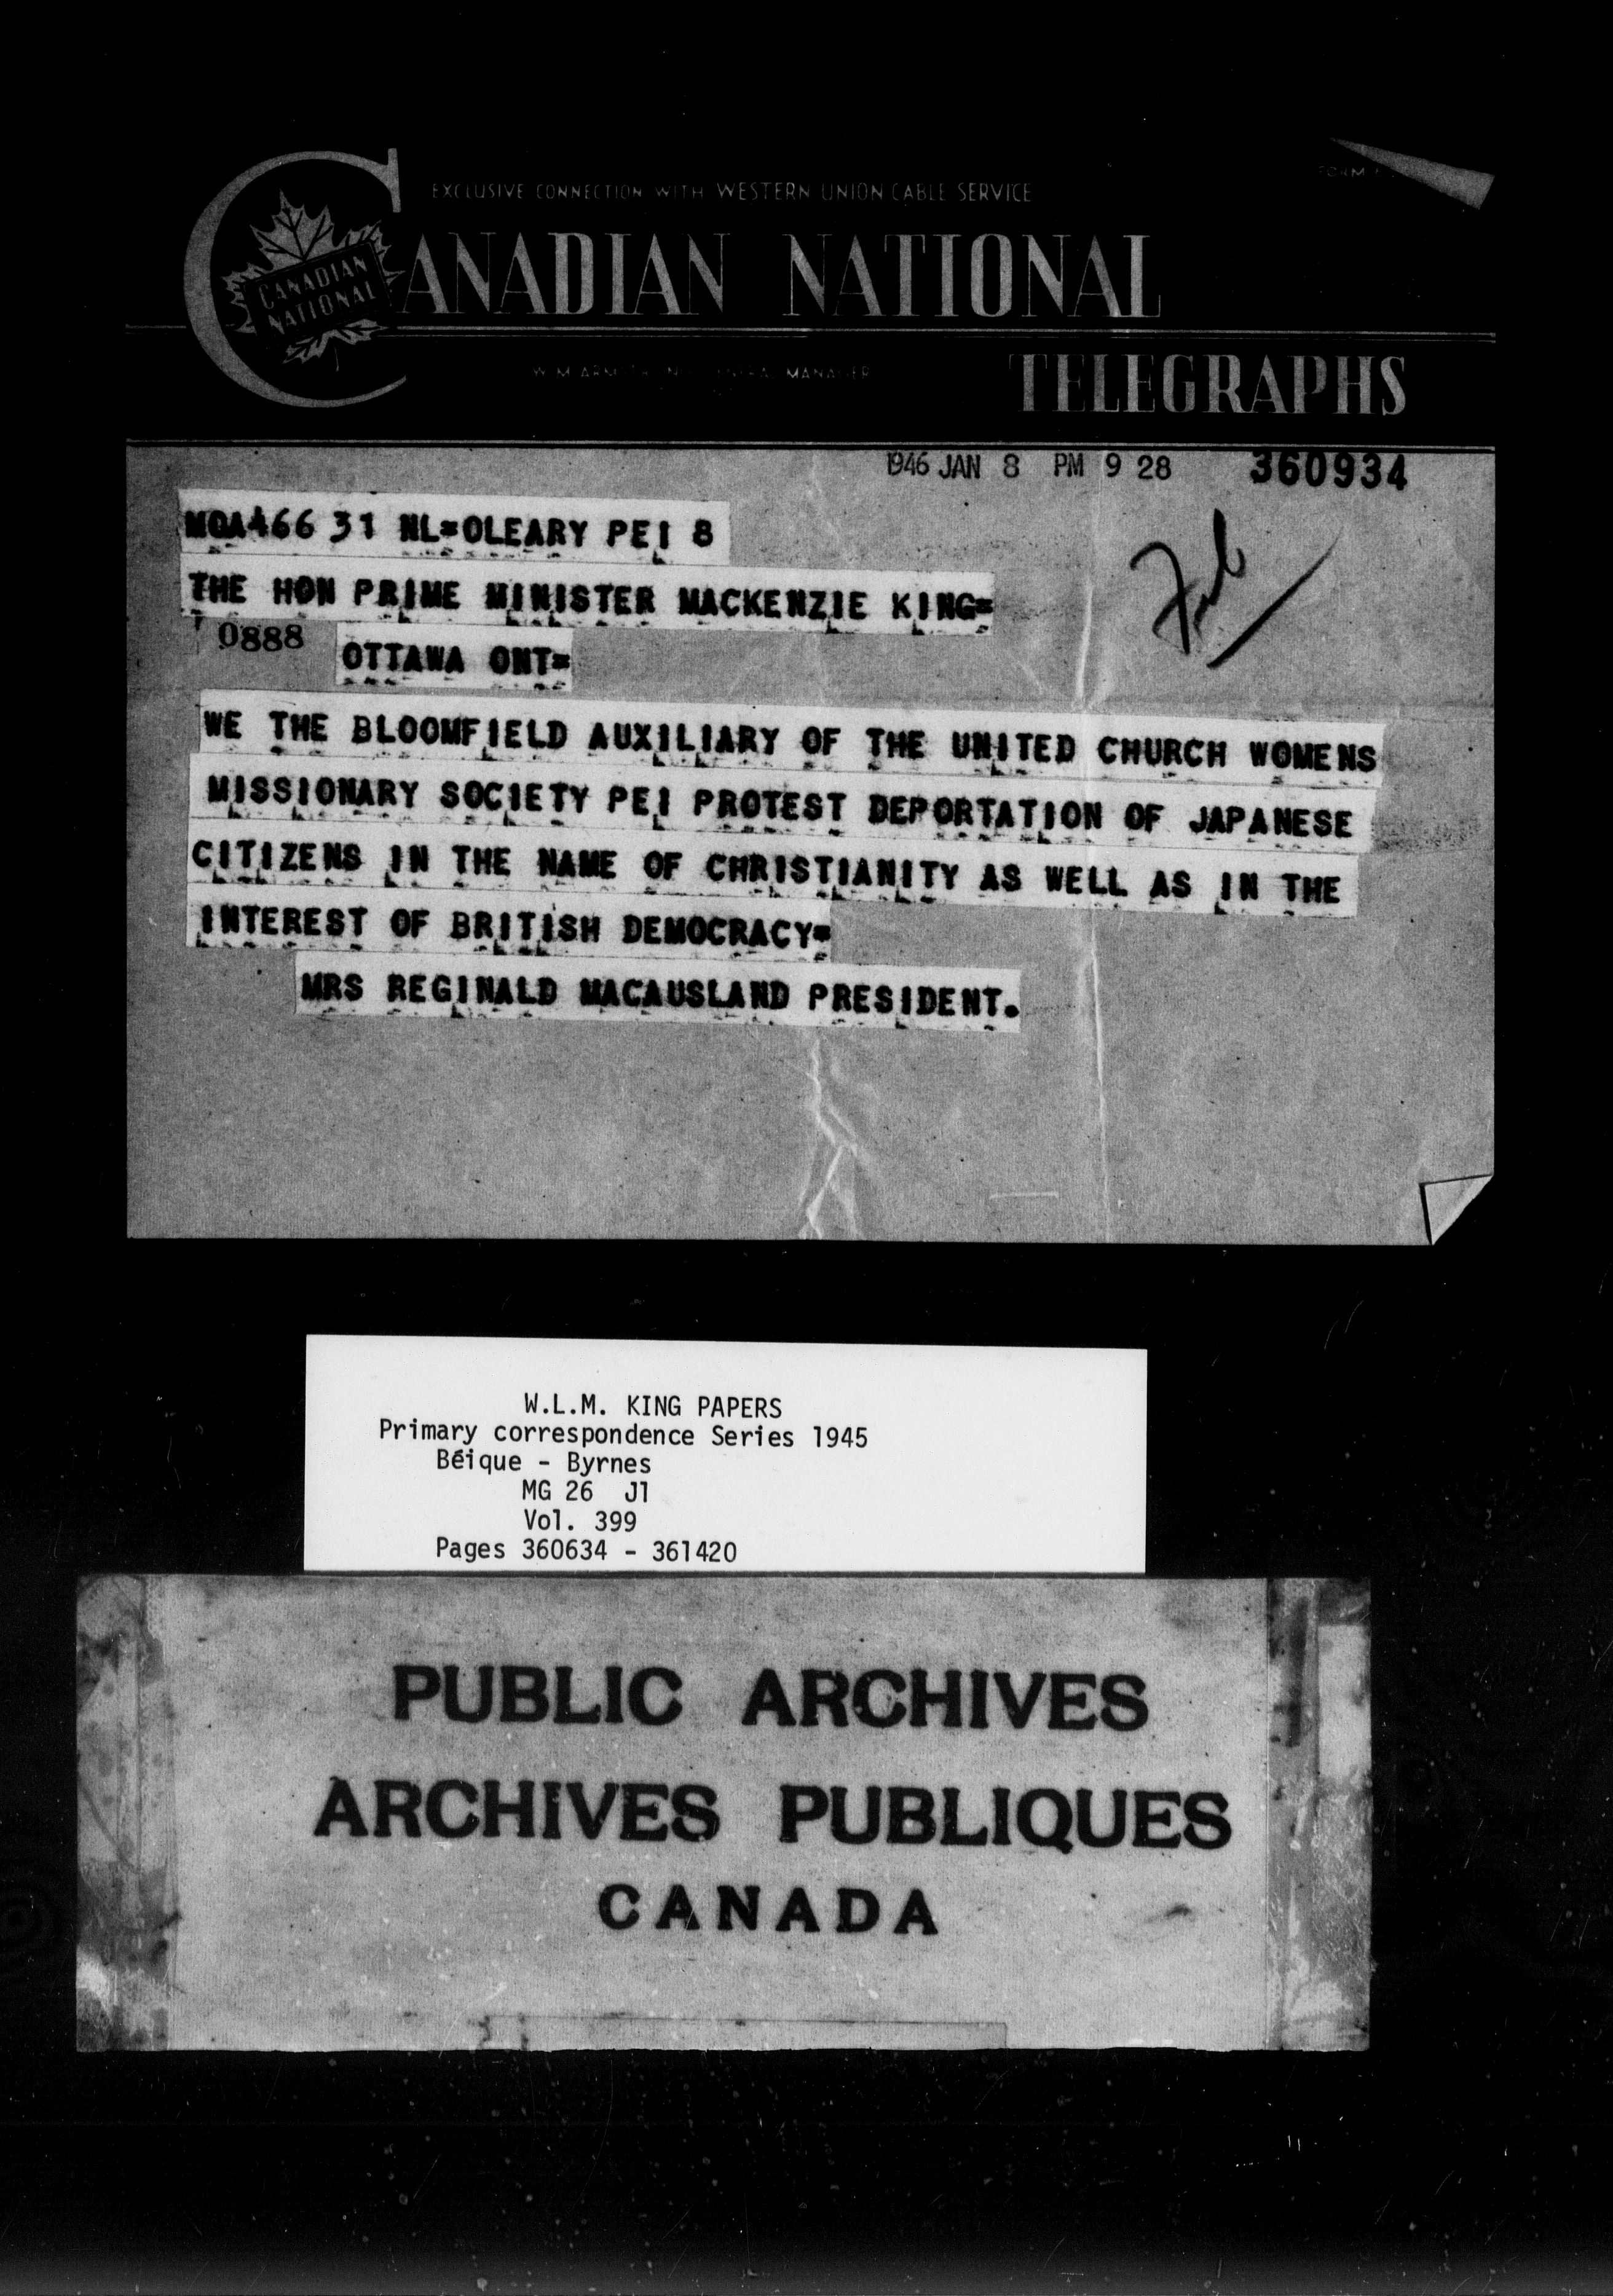 EXCLUSIVE CONNECTION WITH WESTERN UNION CABLE SERVICE
FORM
CANADIAN NATIONAL
CANADIAN
NATIONAL
TELEGRAPHS
MANAGER
1946 JAN 8 PM 9 28
360934
MQA466 31 NL=OLEARY PEI 8
THE HON PRIME MINISTER MACKENZIE KING=
0888
OTTAWA ONT=
WE THE BLOOMFIELD AUXILIARY OF THE UNITED CHURCH WOMENS
MISSIONARY SOCIETY PEI PROTEST DEPORTATION OF JAPANESE
CITIZENS IN THE NAME OF CHRISTIANITY AS WELL AS IN THE
INTEREST OF BRITISH DEMOCRACY=
MRS REGINALD MACAUSLAND PRESIDENT.
W.L.M. KING PAPERS
Primary correspondence Series 1945
Béique - Byrnes
MG 26 J1
Vol. 399
Pages 360634 - 361420
PUBLIC ARCHIVES
ARCHIVES PUBLIQUES
CANADA